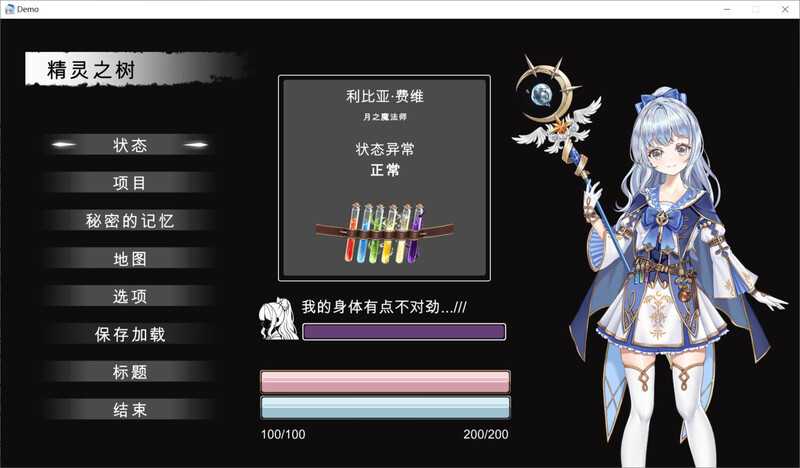 Demo
精灵之树
状态
项目
秘密的记忆
地图
选项
保存加载
标题
结束
利比亚·费维
月之魔法师
状态异常
正常
我的身体有点不对劲...///
100/100
200/200